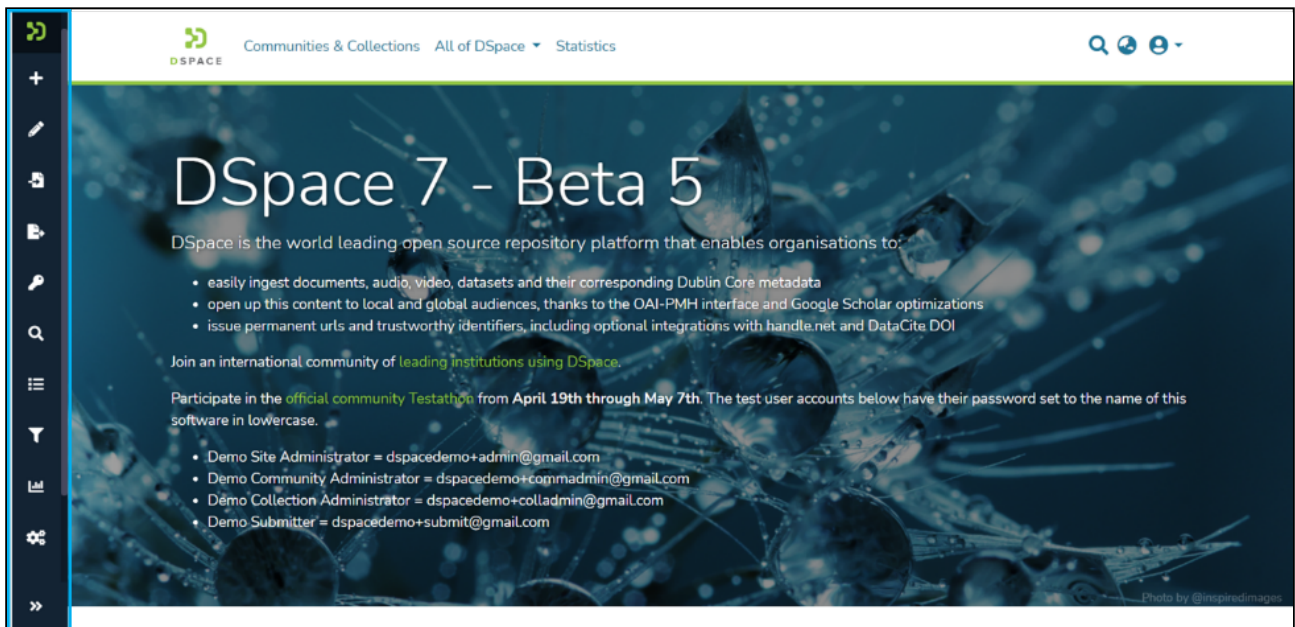 DSPACE
Communities & Collections All of DSpace Statistics
DSpace 7 - Beta 5
DSpace is the world leading open source repository platform that enables organisations to:
• easily ingest documents, audio, video, datasets and their corresponding Dublin Core metadata
• open up this content to local and global audiences, thanks to the OAI-PMH interface and Google Scholar optimizations
• issue permanent urls and trustworthy identifiers, including optional integrations with handle.net and DataCite DOI
Join an international community of leading institutions using DSpace.
Participate in the official community Testathon from April 19th through May 7th. The test user accounts below have their password set to the name of this
software in lowercase.
• Demo Site Administrator = dspacedemo+admin@gmail.com
• Demo Community Administrator = dspacedemo+commadmin@gmail.com
• Demo Collection Administrator = dspacedemo+colladmin@gmail.com
• Demo Submitter = dspacedemo+submit@gmail.com
Photo by @inspiredimages